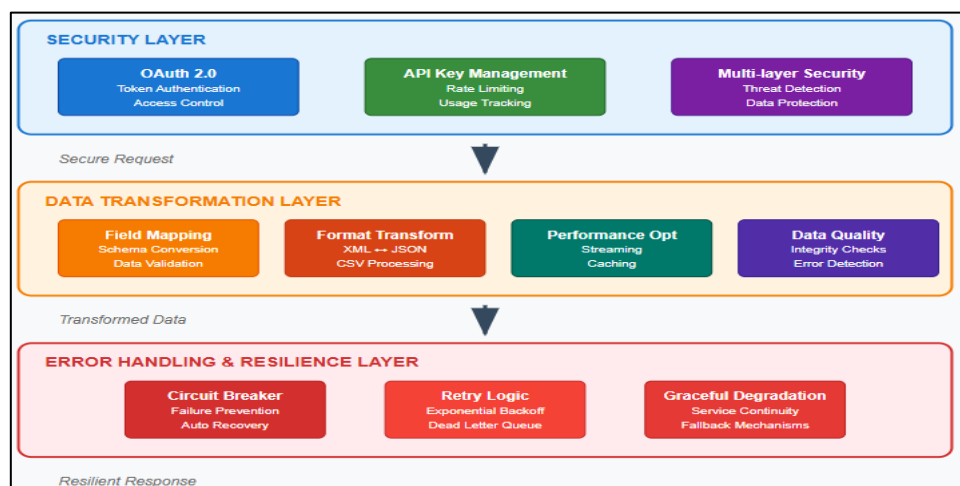 SECURITY LAYER
OAuth 2.0
Token Authentication
Access Control
API Key Management
Rate Limiting
Usage Tracking
Multi-layer Security
Threat Detection
Data Protection
Secure Request
DATA TRANSFORMATION LAYER
Field Mapping
Schema Conversion
Data Validation
Format Transform
XML ↔ JSON
CSV Processing
Performance Opt
Streaming
Caching
Data Quality
Integrity Checks
Error Detection
Transformed Data
ERROR HANDLING & RESILIENCE LAYER
Circuit Breaker
Failure Prevention
Auto Recovery
Retry Logic
Exponential Backoff
Dead Letter Queue
Graceful Degradation
Service Continuity
Fallback Mechanisms
Resilient Response